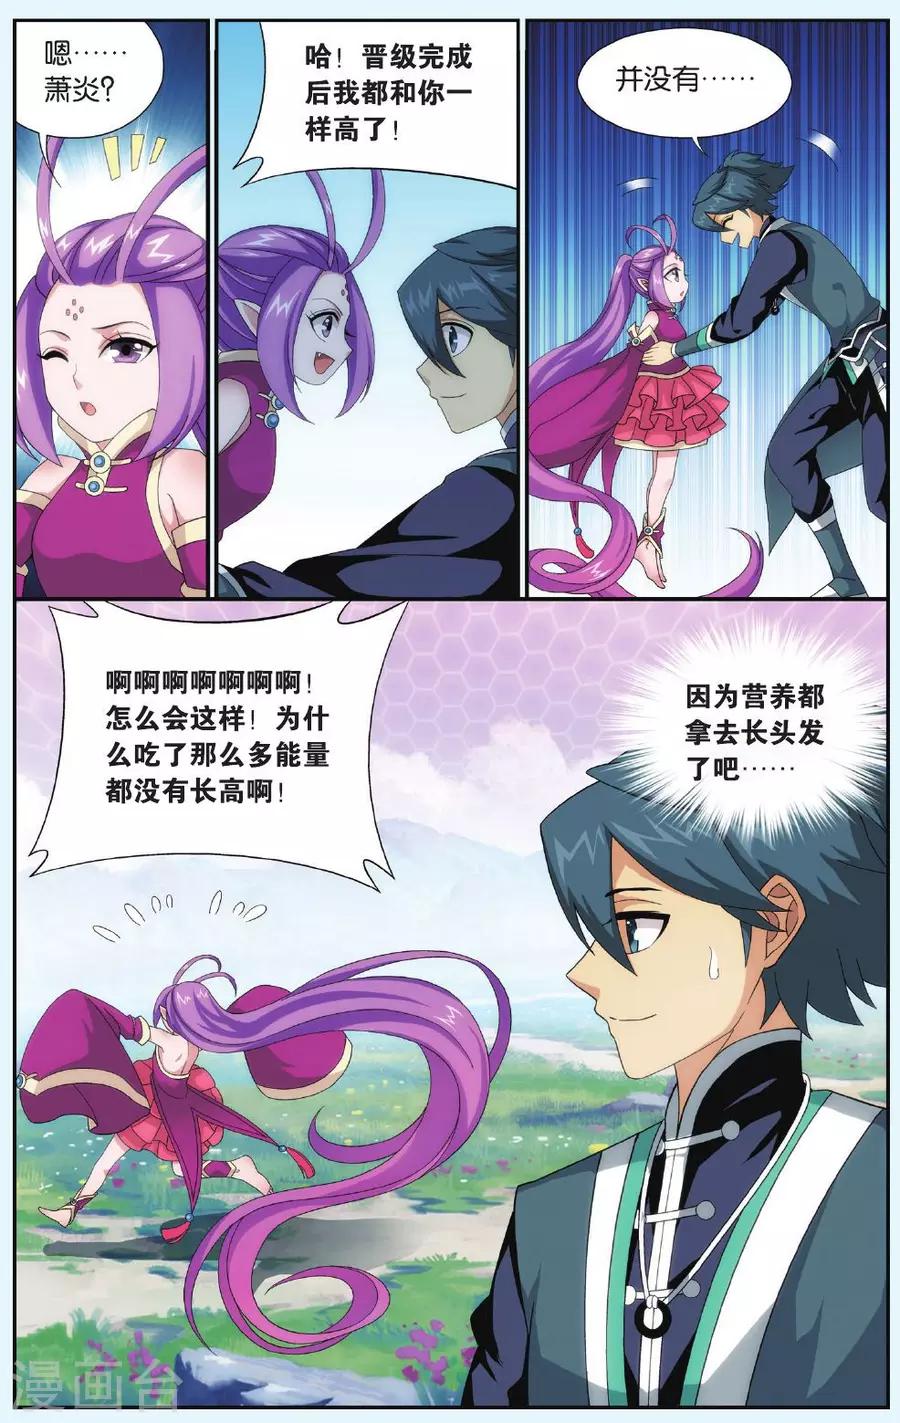 嗯……
萧炎？
哈！晋级完成
后我都和你一
样高了！
并没有……
啊啊啊啊啊啊啊！
怎么会这样！为什
么吃了那么多能量
都没有长高啊！
因为营养都
拿去长头发
了吧……
漫画台